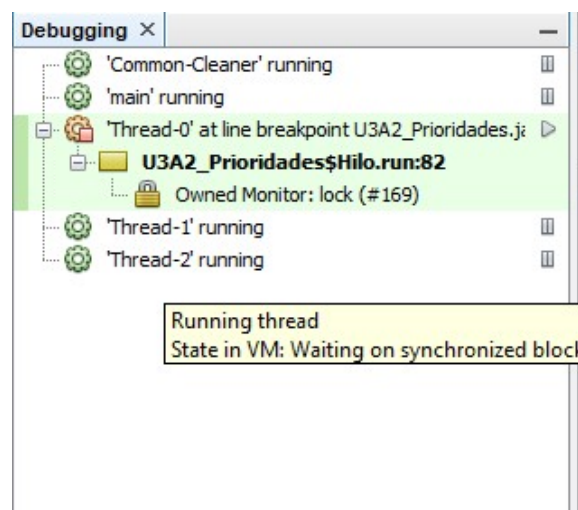 Debugging ×
'Common-Cleaner' running
'main' running
'Thread-0' at line breakpoint U3A2_Prioridades.ja
U3A2_Prioridades$Hilo.run:82
Owned Monitor: lock (#169)
'Thread-1' running
'Thread-2' running
Running thread
State in VM: Waiting on synchronized block